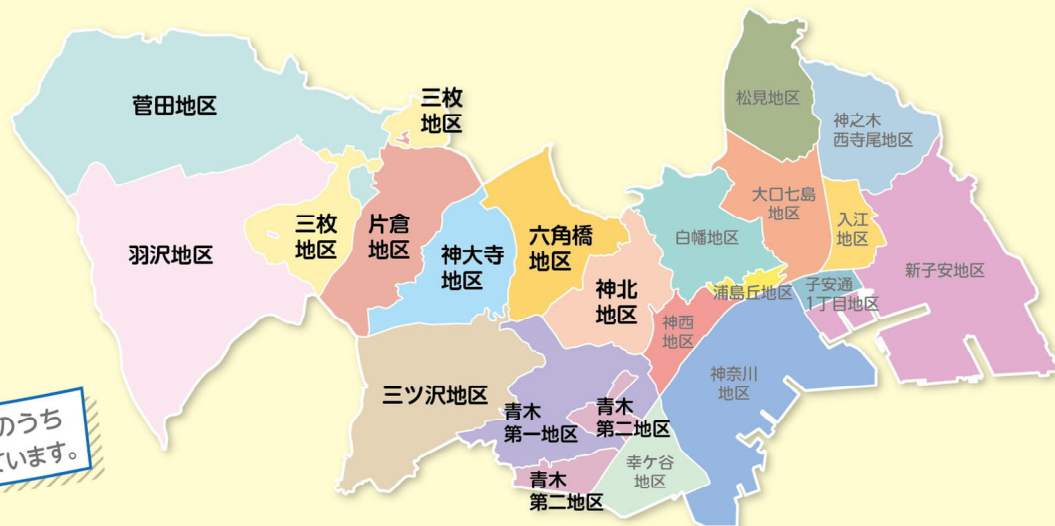 菅田地区
三枚
地区
羽沢地区
三枚
地区
片倉
地区
神大寺
地区
六角橋
地区
神北
地区
三ツ沢地区
青木
第一地区
青木
第二地区
青木
第二地区
松見地区
神之木
西寺尾地区
大口七島
地区
入江
地区
白幡地区
浦島丘地区
子安通
1丁目地区
新子安地区
神西
地区
神奈川
地区
幸ケ谷
地区
のうち
ています。